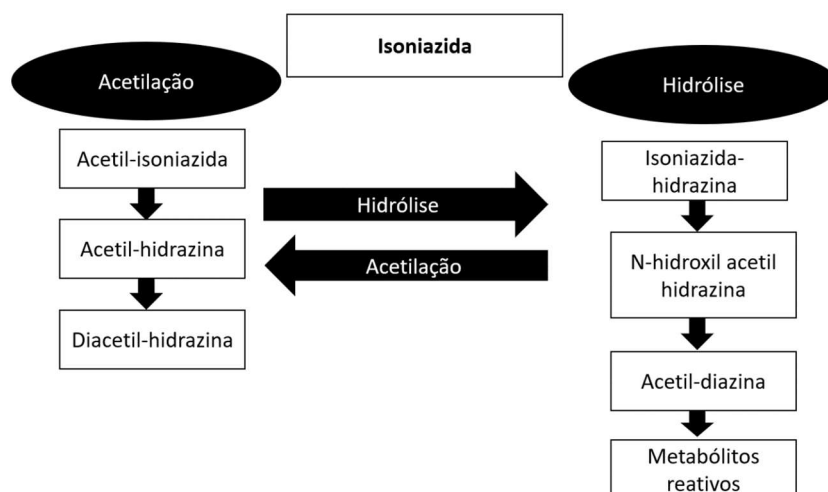 Isoniazida
Acetilação
Hidrólise
Acetil-isoniazida
Acetil-hidrazina
Diacetil-hidrazina
Hidrólise
Acetilação
Isoniazida-
hidrazina
N-hidroxil acetil
hidrazina
Acetil-diazina
Metabólitos
reativos